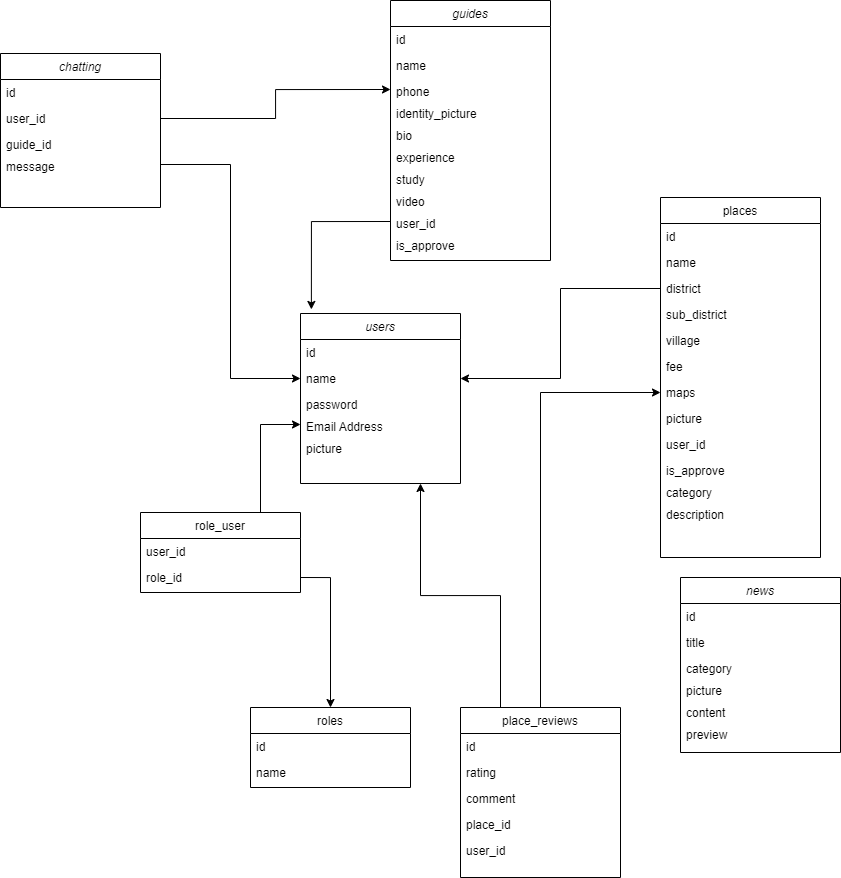 guides
id
name
phone
identity_picture
bio
experience
study
video
user_id
is_approve
chatting
id
user_id
guide_id
message
places
id
name
district
sub_district
village
fee
maps
picture
user_id
is_approve
category
description
users
id
name
password
Email Address
picture
role_user
user_id
role_id
news
id
title
category
picture
content
preview
roles
id
name
place_reviews
id
rating
comment
place_id
user_id